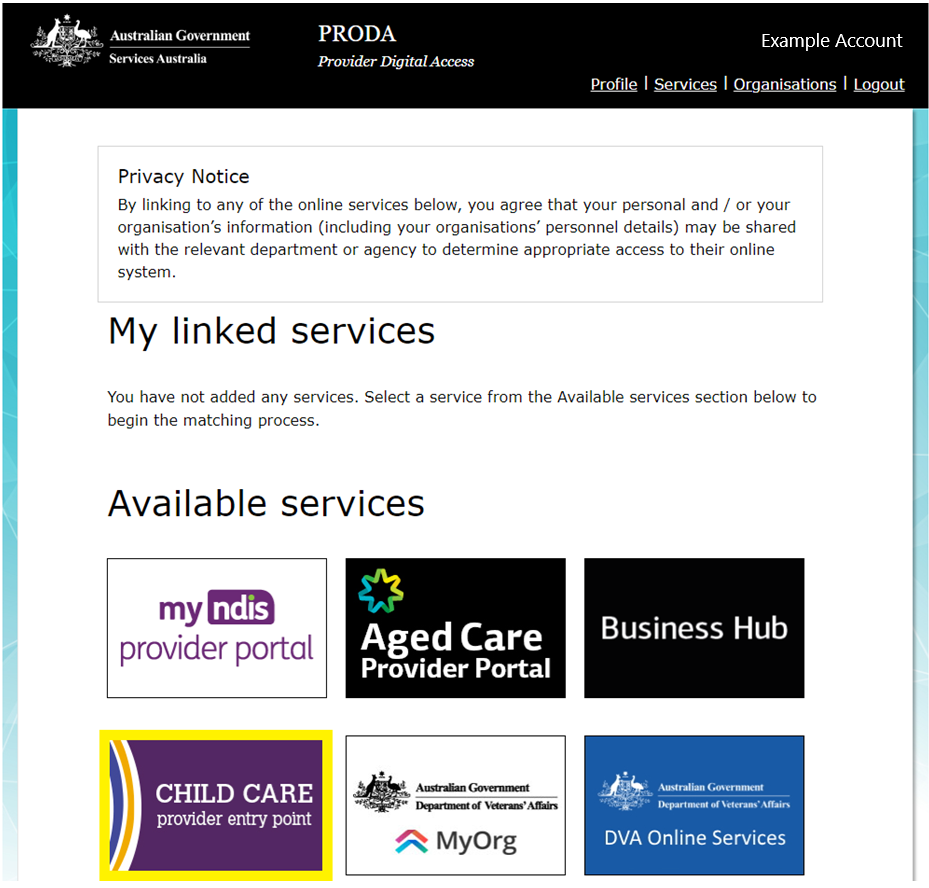 Australian Government
Services Australia
PRODA
Provider Digital Access
Example Account
Profile | Services | Organisations | Logout
Privacy Notice
By linking to any of the online services below, you agree that your personal and / or your
organisation’s information (including your organisations’ personnel details) may be shared
with the relevant department or agency to determine appropriate access to their online
system.
My linked services
You have not added any services. Select a service from the Available services section below to
begin the matching process.
Available services
my ndis
provider portal
Aged Care
Provider Portal
Business Hub
CHILD CARE
provider entry point
Australian Government
Department of Veterans’ Affairs
MyOrg
Australian Government
Department of Veterans’ Affairs
DVA Online Services